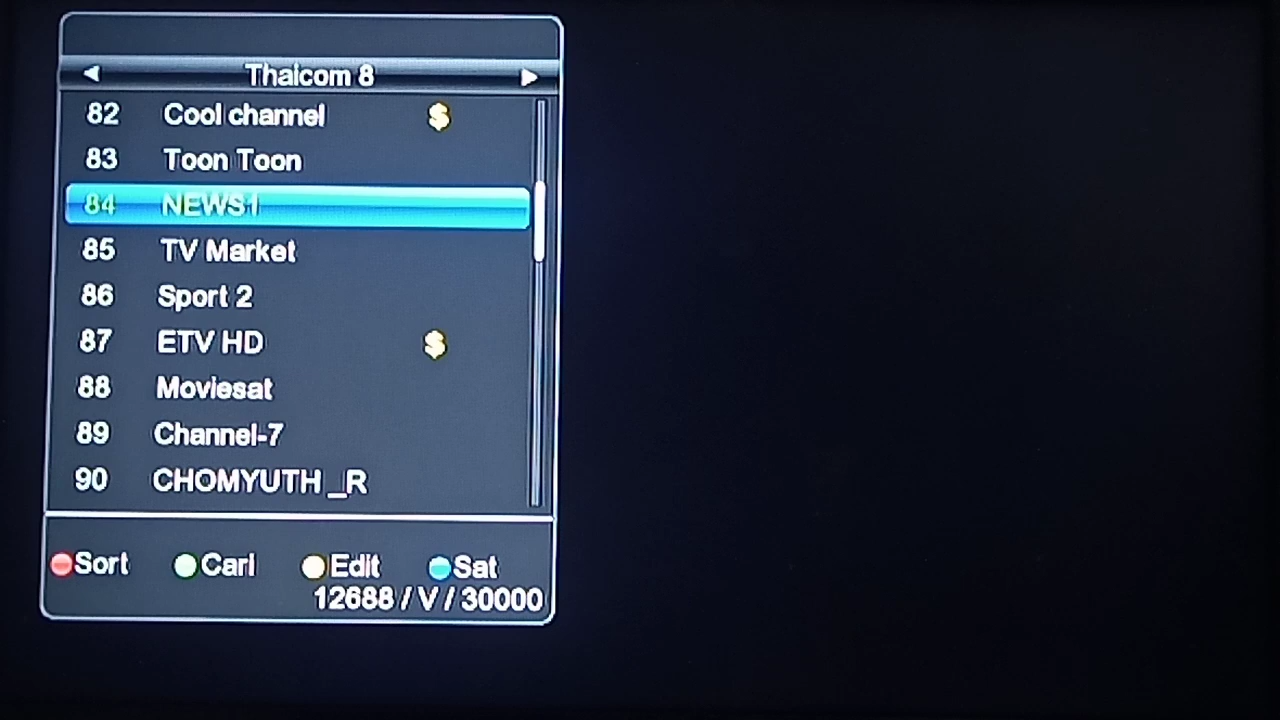 Thaicom 8
82 Cool channel $
83 Toon Toon
84 NEWS1
85 TV Market
86 Sport 2
87 ETV HD $
88 Moviesat
89 Channel-7
90 CHOMYUTH _R
Sort Carl Edit Sat
12688 / V / 30000